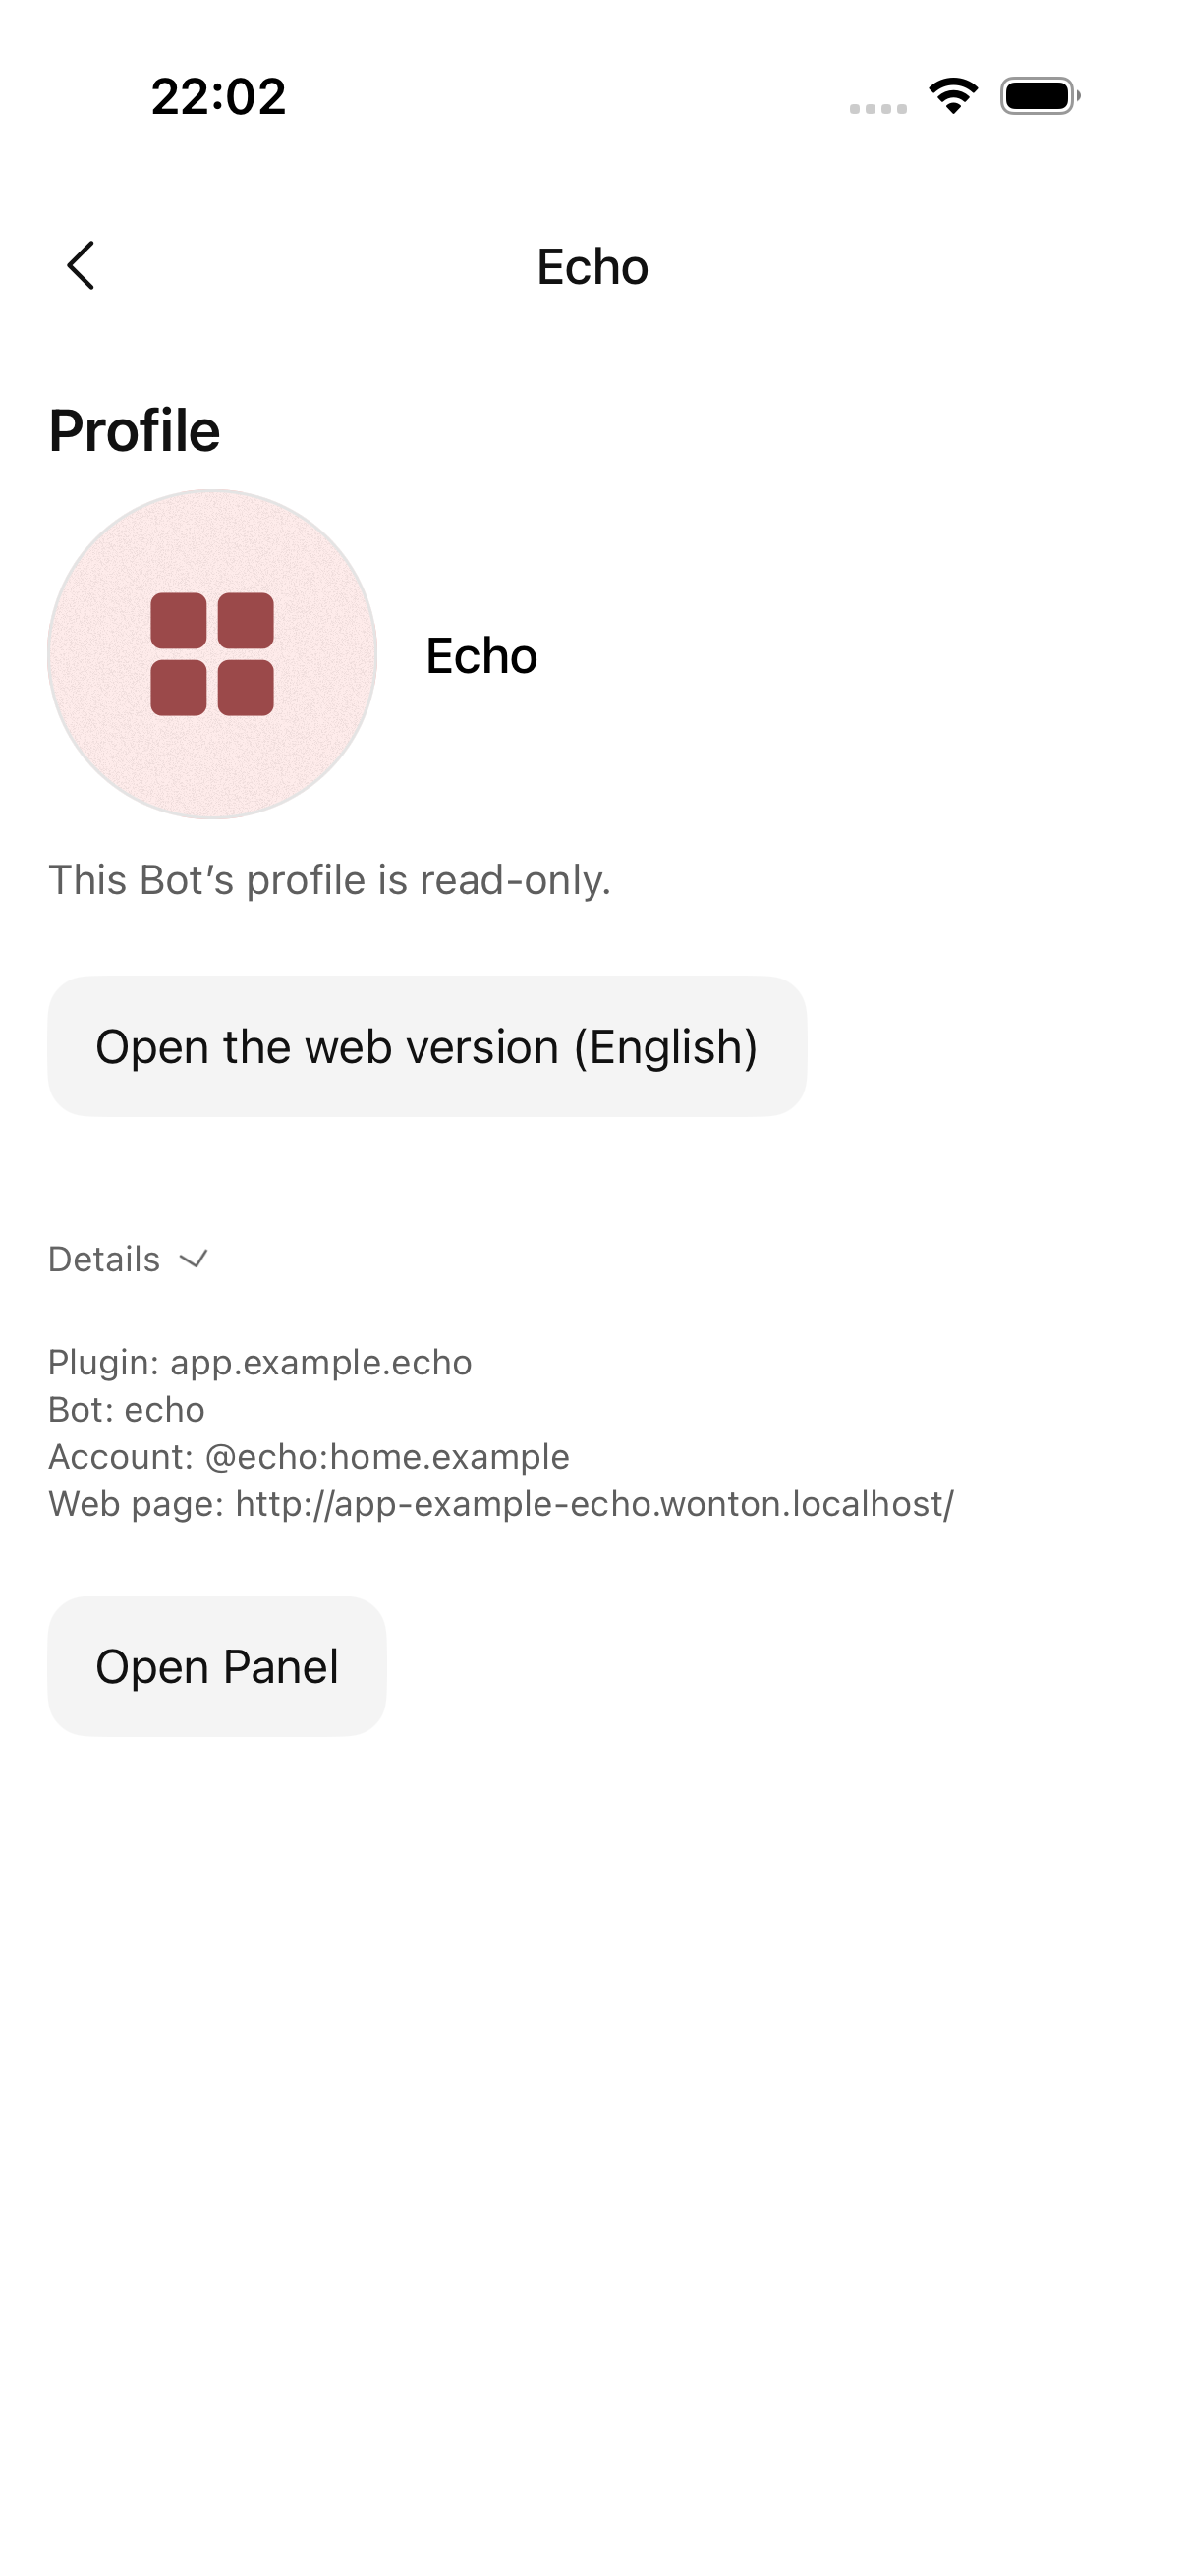 22:02
Echo
Profile
Echo
This Bot’s profile is read-only.
Open the web version (English)
Details
Plugin: app.example.echo
Bot: echo
Account: @echo:home.example
Web page: http://app-example-echo.wonton.localhost/
Open Panel